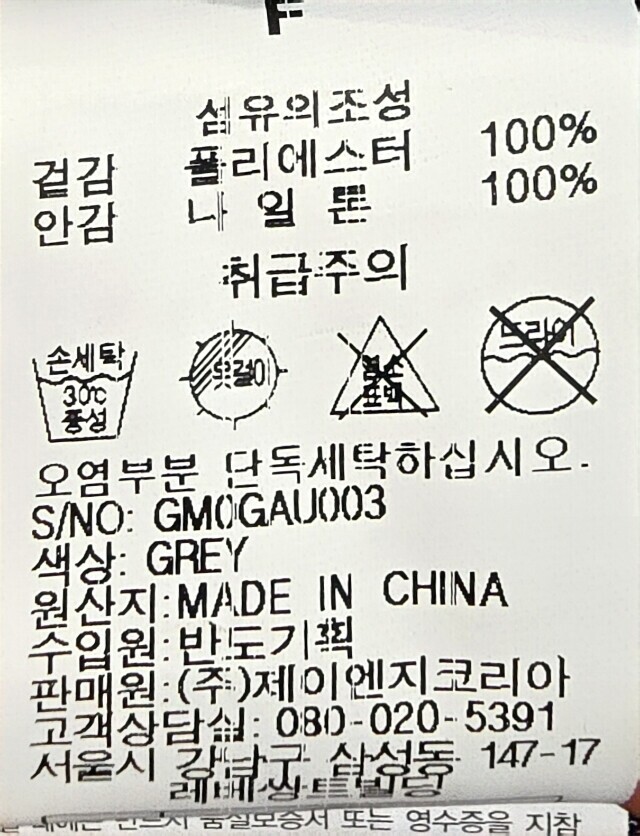 섬유의조성
겉감 폴리에스터 100%
안감 나 일 론 100%
취급주의
손세탁
30℃
중성
옷걸이
염소
표백
드라이
오염부분 단독세탁하십시오.
S/NO: GM0GAU003
색상: GREY
원산지:MADE IN CHINA
수입원:반도기획
판매원:(주)제이엔지코리아
고객상담실: 080-020-5391
서울시 강남구 삼성동 147-17
품질보증서 또는 영수증을 지참